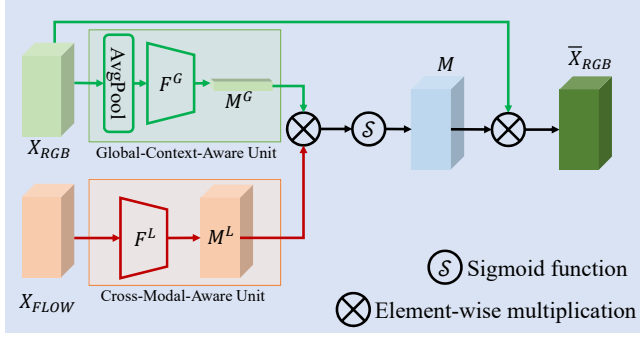 X_RGB
AvgPool
F^G
M^G
Global-Context-Aware Unit
S
M
X̅_RGB
X_FLOW
F^L
M^L
Cross-Modal-Aware Unit
S Sigmoid function
Element-wise multiplication